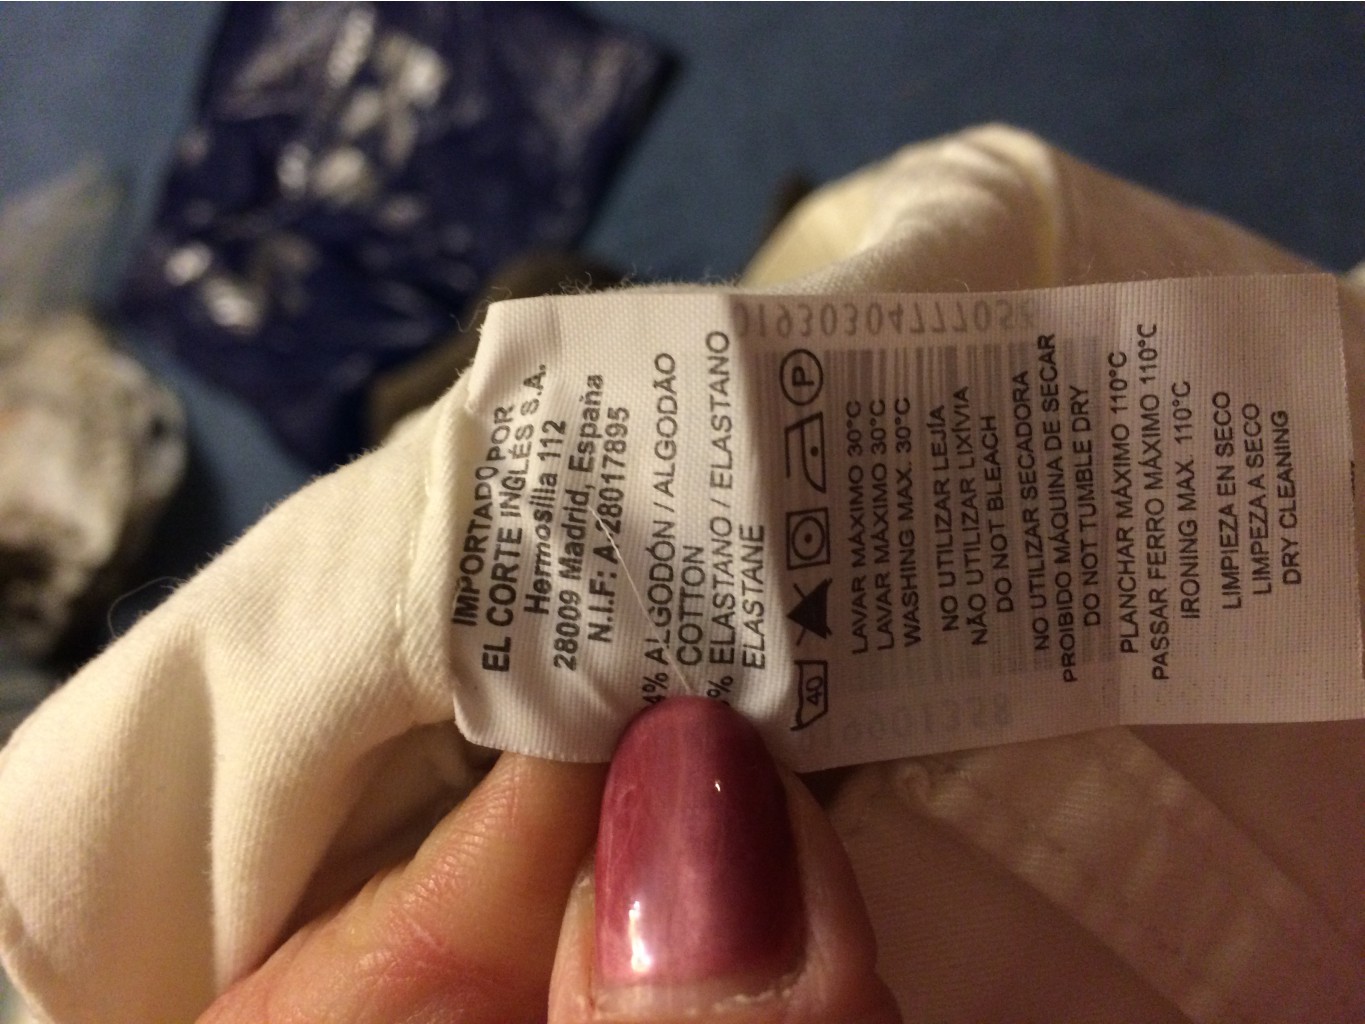 IMPORTADO POR
EL CORTE INGLÉS S.A.
Hermosilla 112
28009 Madrid, España
N.I.F: A-28017895
4% ALGODÓN / ALGODÃO
COTTON
% ELASTANO / ELASTANO
ELASTANE
40
P
LAVAR MÁXIMO 30°C
LAVAR MÁXIMO 30°C
WASHING MAX. 30°C
NO UTILIZAR LEJÍA
NÃO UTILIZAR LIXÍVIA
DO NOT BLEACH
NO UTILIZAR SECADORA
PROIBIDO MÁQUINA DE SECAR
DO NOT TUMBLE DRY
PLANCHAR MÁXIMO 110°C
PASSAR FERRO MÁXIMO 110°C
IRONING MAX. 110°C
LIMPIEZA EN SECO
LIMPEZA A SECO
DRY CLEANING